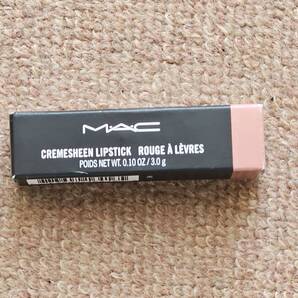 MAC
CREMESHEEN LIPSTICK ROUGE À LÈVRES
POIDS NET WT. 0.10 OZ / 3.0 g